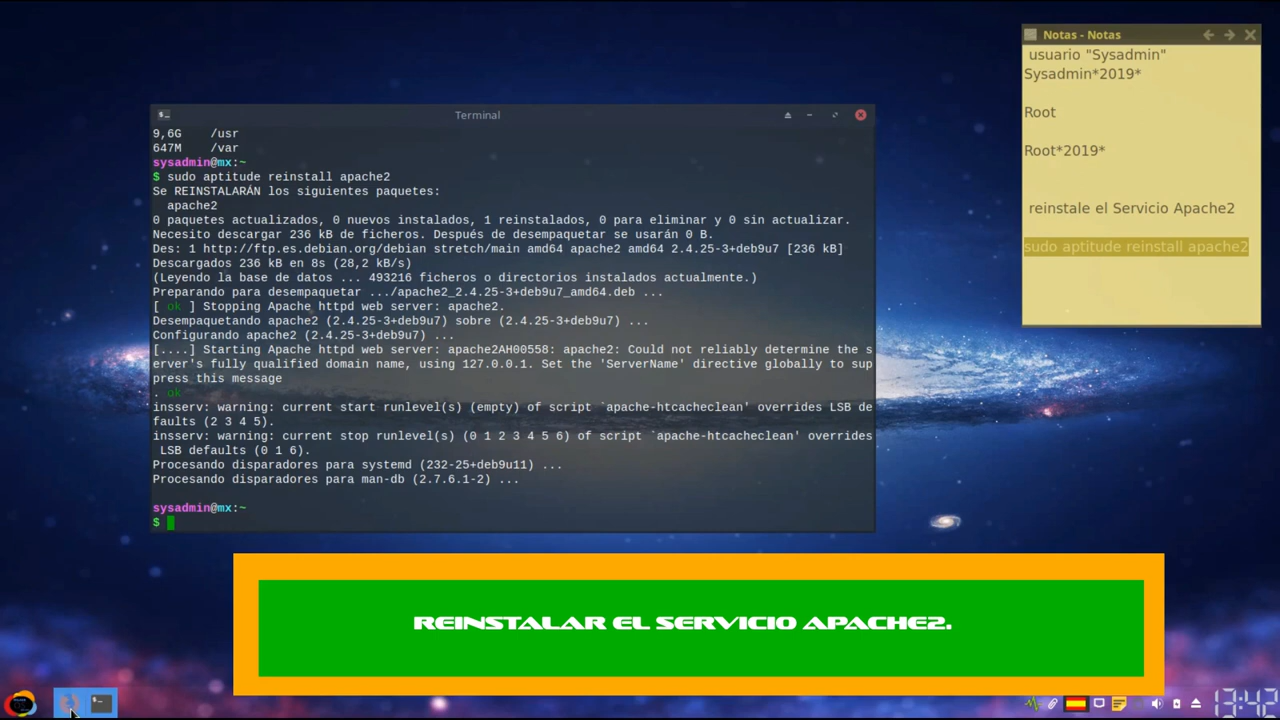 Notas - Notas
usuario "Sysadmin"
Sysadmin*2019*
Root
Root*2019*
reinstale el Servicio Apache2
sudo aptitude reinstall apache2
Terminal
9,6G    /usr
647M    /var
sysadmin@mx:~
$ sudo aptitude reinstall apache2
Se REINSTALARÁN los siguientes paquetes:
  apache2
0 paquetes actualizados, 0 nuevos instalados, 1 reinstalados, 0 para eliminar y 0 sin actualizar.
Necesito descargar 236 kB de ficheros. Después de desempaquetar se usarán 0 B.
Des: 1 http://ftp.es.debian.org/debian stretch/main amd64 apache2 amd64 2.4.25-3+deb9u7 [236 kB]
Descargados 236 kB en 8s (28,2 kB/s)
(Leyendo la base de datos ... 493216 ficheros o directorios instalados actualmente.)
Preparando para desempaquetar .../apache2_2.4.25-3+deb9u7_amd64.deb ...
[ ok ] Stopping Apache httpd web server: apache2.
Desempaquetando apache2 (2.4.25-3+deb9u7) sobre (2.4.25-3+deb9u7) ...
Configurando apache2 (2.4.25-3+deb9u7) ...
[....] Starting Apache httpd web server: apache2AH00558: apache2: Could not reliably determine the s
erver's fully qualified domain name, using 127.0.0.1. Set the 'ServerName' directive globally to sup
press this message
. ok
insserv: warning: current start runlevel(s) (empty) of script `apache-htcacheclean' overrides LSB de
faults (2 3 4 5).
insserv: warning: current stop runlevel(s) (0 1 2 3 4 5 6) of script `apache-htcacheclean' overrides
 LSB defaults (0 1 6).
Procesando disparadores para systemd (232-25+deb9u11) ...
Procesando disparadores para man-db (2.7.6.1-2) ...
sysadmin@mx:~
$
REINSTALAR EL SERVICIO APACHE2.
13:42